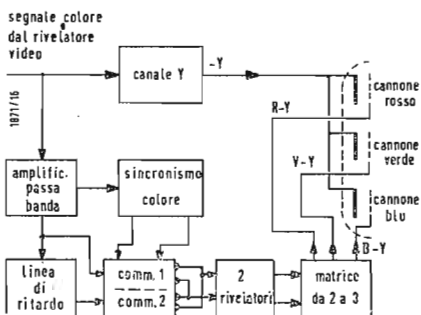 segnale colore
dal rivelatore
video
1871/16
canale Y
-Y
R-Y
V-Y
B-Y
cannone
rosso
cannone
verde
cannone
blu
amplific.
passa
banda
sincronismo
colore
linea
di
ritardo
comm. 1
comm. 2
2
rivelatori
matrice
da 2 a 3